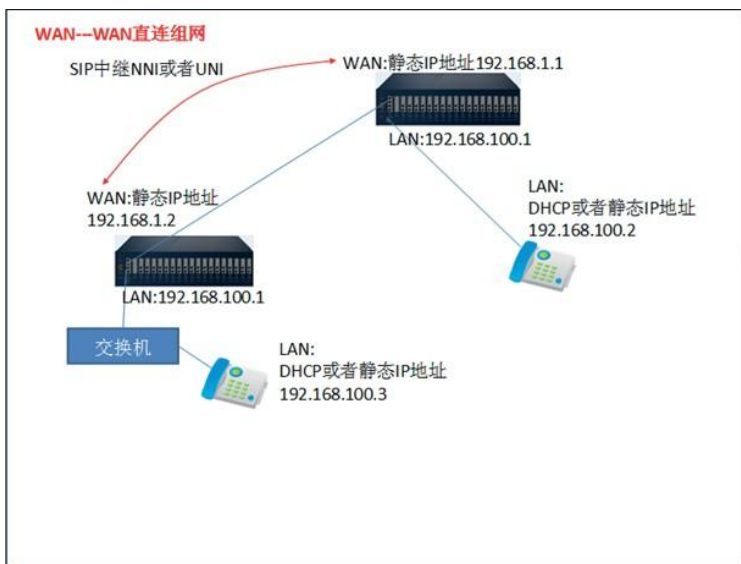 WAN---WAN直连组网
SIP中继NNI或者UNI
WAN:静态IP地址192.168.1.1
LAN:192.168.100.1
WAN:静态IP地址
192.168.1.2
LAN:192.168.100.1
LAN:
DHCP或者静态IP地址
192.168.100.2
交换机
LAN:
DHCP或者静态IP地址
192.168.100.3